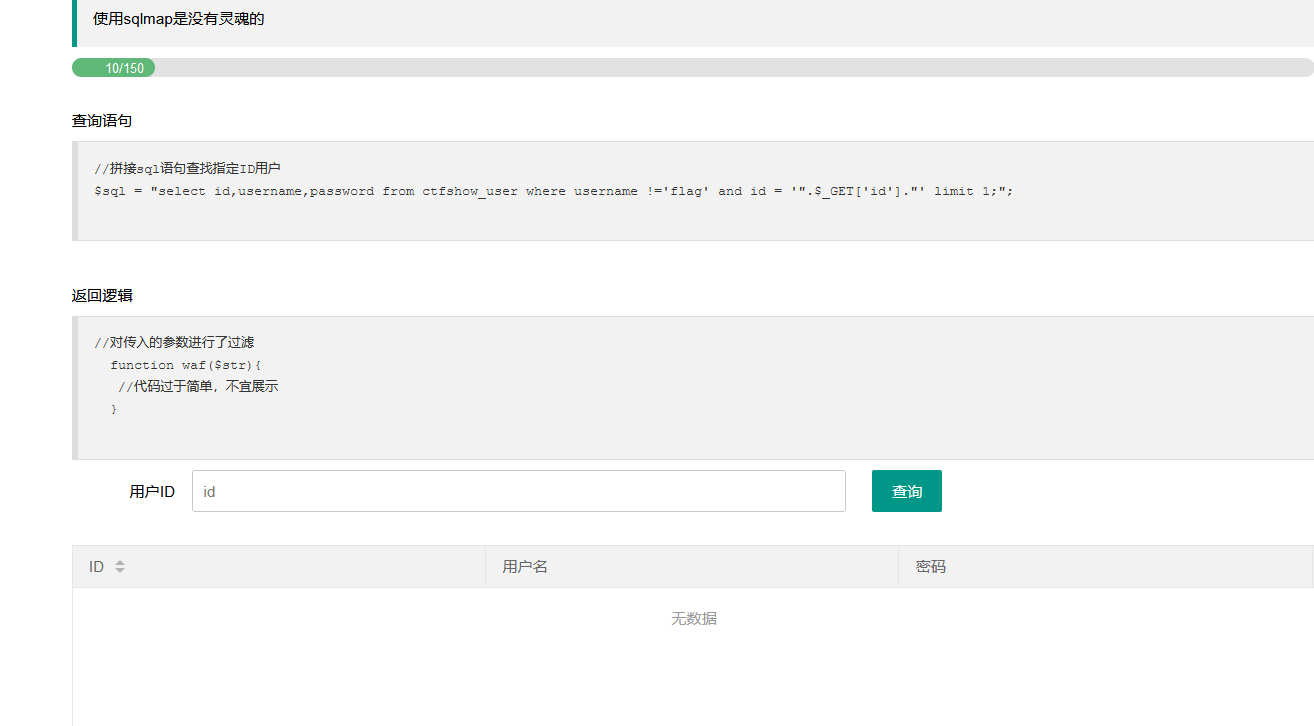 使用sqlmap是没有灵魂的
10/150
查询语句
//拼接sql语句查找指定ID用户
$sql = "select id,username,password from ctfshow_user where username !='flag' and id = '".$_GET['id']."' limit 1;";
返回逻辑
//对传入的参数进行了过滤
function waf($str){
//代码过于简单，不宜展示
}
用户ID id 查询
ID 用户名 密码
无数据